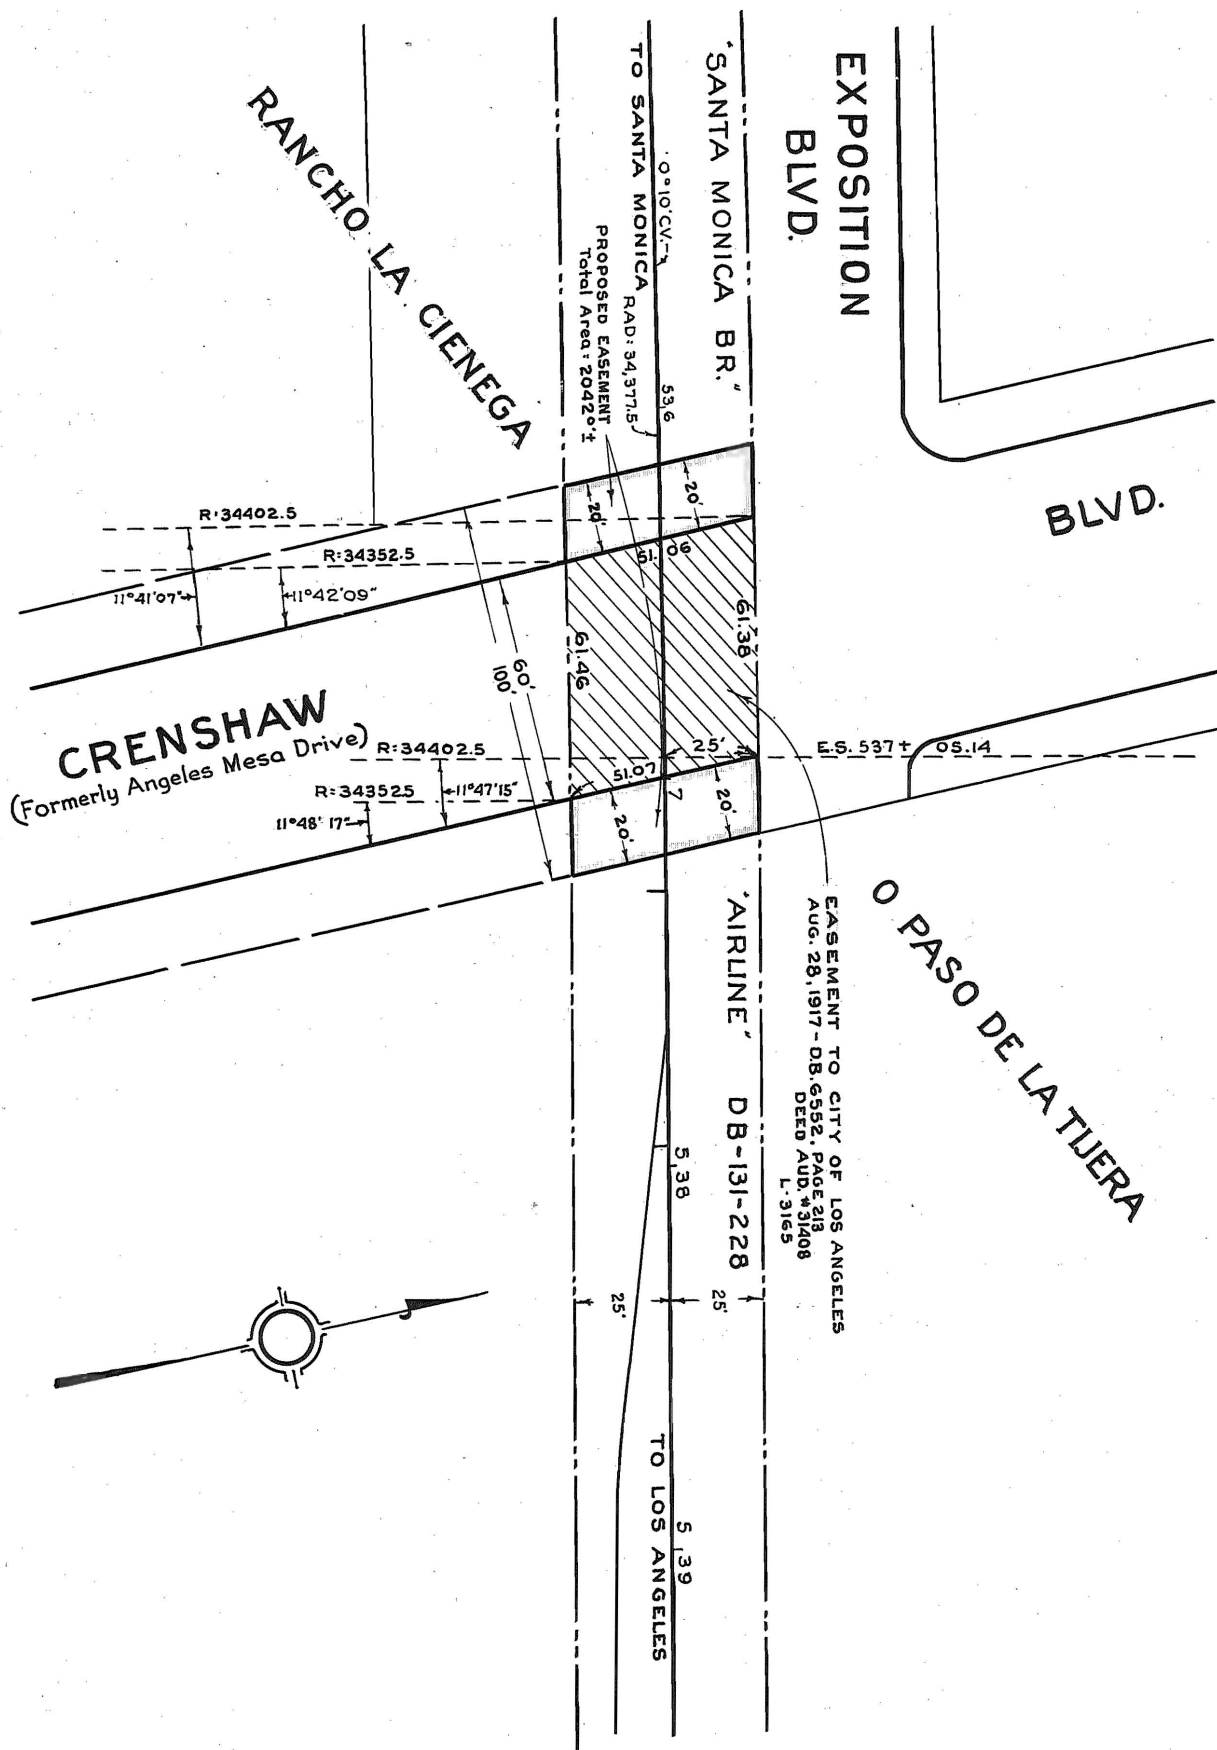 EXPOSITION
BLVD.
"SANTA MONICA BR."
TO SANTA MONICA
0°10'CV.
RAD: 34,377.5
PROPOSED EASEMENT
Total Area: 2042□'±
53,6
RANCHO LA CIENEGA
BLVD.
R:34402.5
R:34352.5
11°41'07"
11°42'09"
20'
20'
51.06
61.38
61.46
60'
100'
CRENSHAW
(Formerly Angeles Mesa Drive)
R:34402.5
R:34352.5
11°47'15"
11°48'17"
25'
E.S. 537+05.14
51.07
7
20'
20'
O PASO DE LA TIJERA
EASEMENT TO CITY OF LOS ANGELES
AUG. 28, 1917 - D.B. 6552, PAGE 213
DEED AUD. #31408
L-3165
"AIRLINE" DB-131-228
5,38
25'
25'
5,39
TO LOS ANGELES